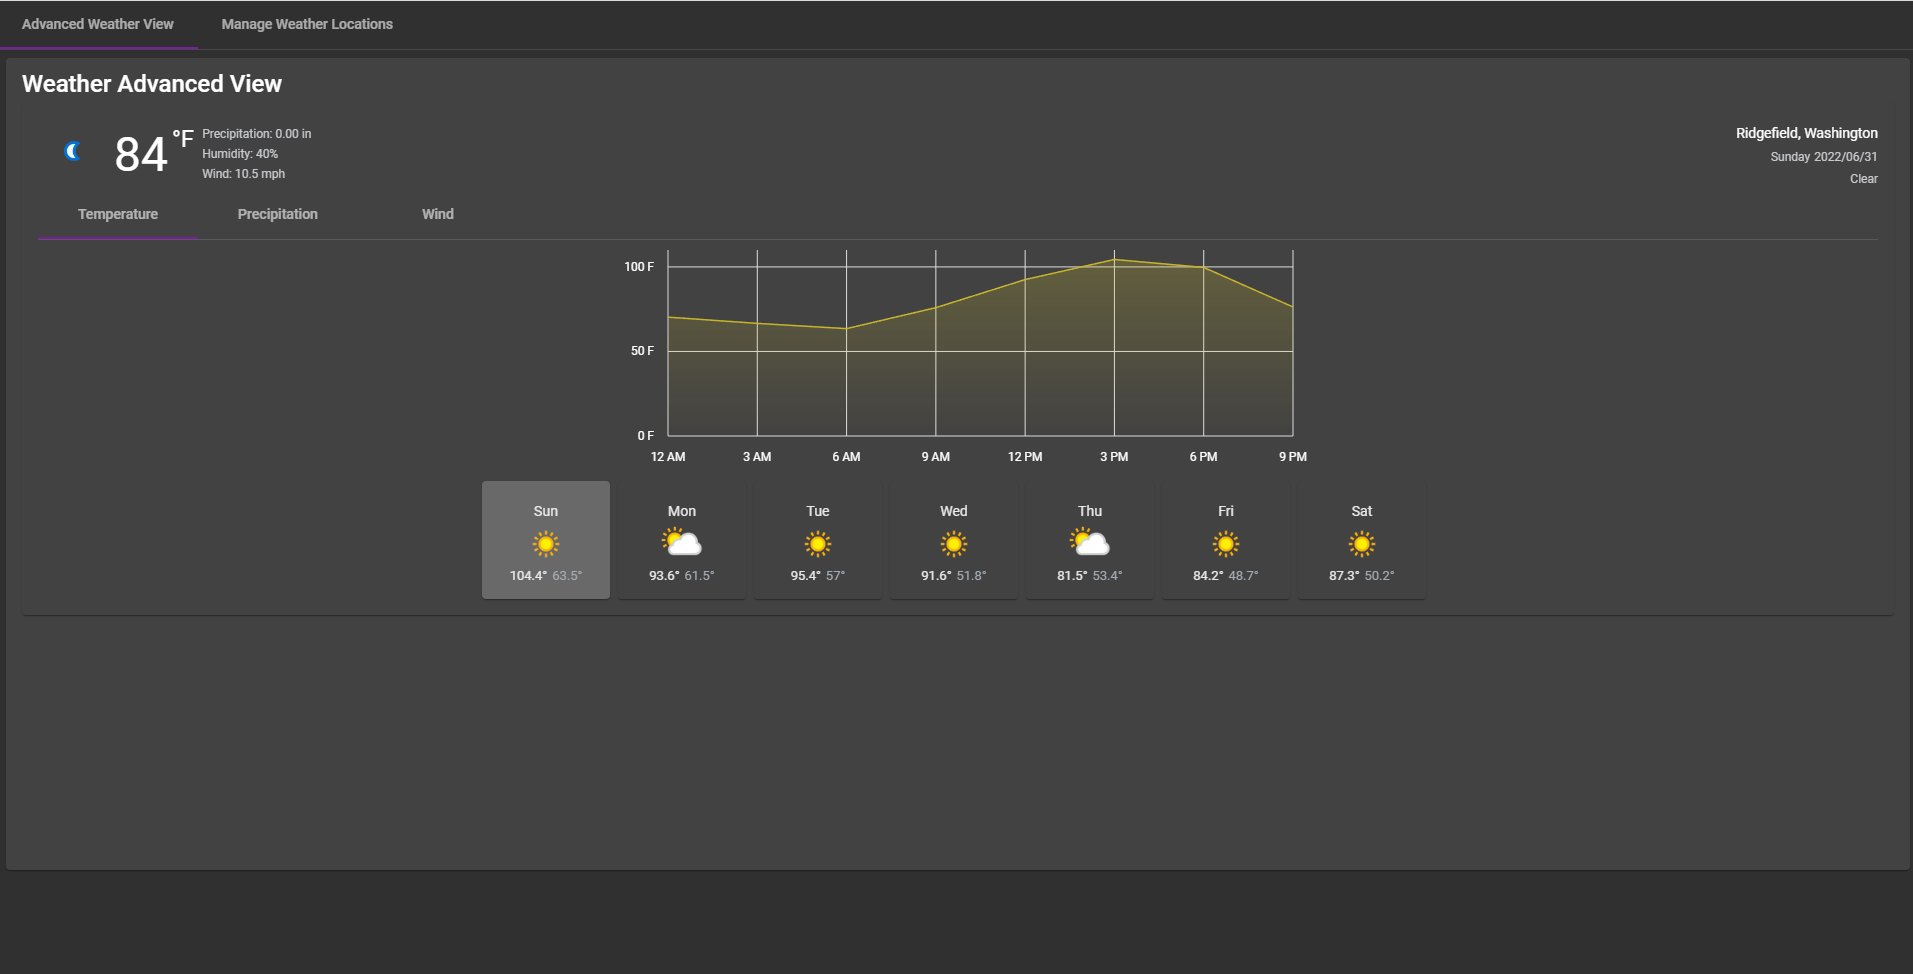 Advanced Weather View Manage Weather Locations
Weather Advanced View
84 °F
Precipitation: 0.00 in
Humidity: 40%
Wind: 10.5 mph
Ridgefield, Washington
Sunday 2022/06/31
Clear
Temperature Precipitation Wind
100 F
50 F
0 F
12 AM 3 AM 6 AM 9 AM 12 PM 3 PM 6 PM 9 PM
Sun Mon Tue Wed Thu Fri Sat
104.4° 63.5° 93.6° 61.5° 95.4° 57° 91.6° 51.8° 81.5° 53.4° 84.2° 48.7° 87.3° 50.2°